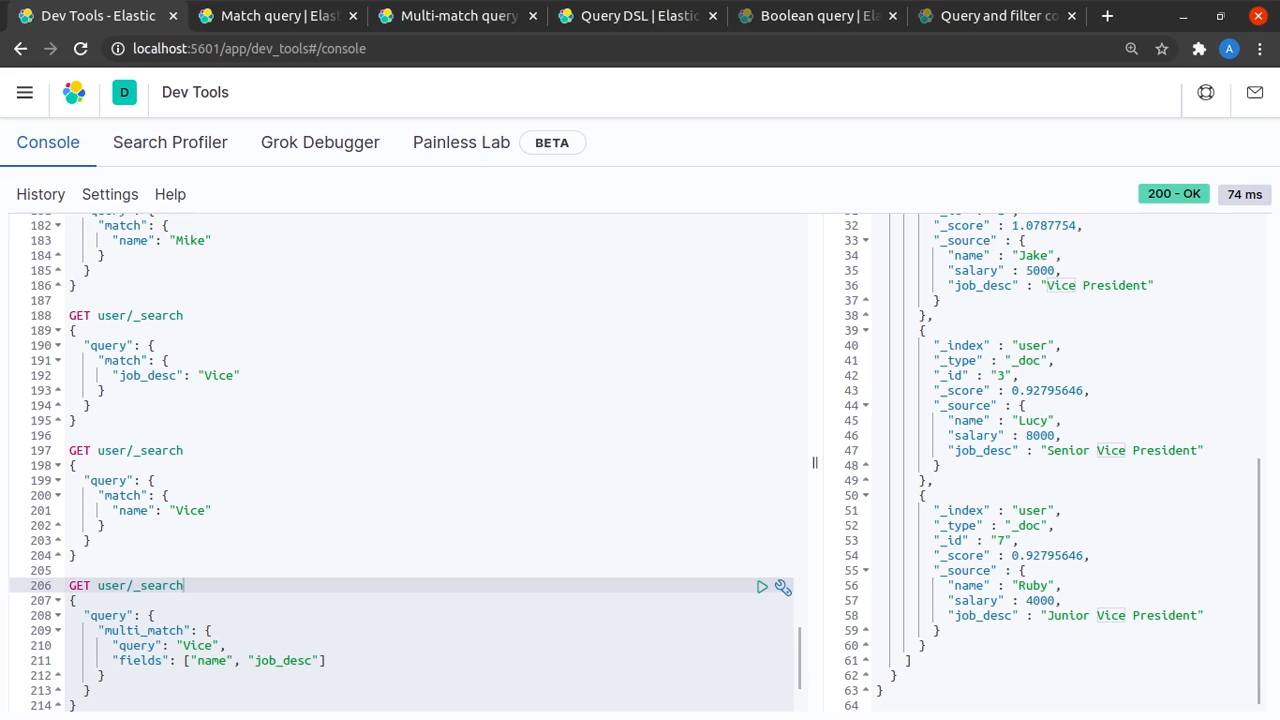 Dev Tools - Elastic
Match query | Elast
Multi-match query
Query DSL | Elastic
Boolean query | Ela
Query and filter co
localhost:5601/app/dev_tools#/console
A
D
Dev Tools
Console
Search Profiler
Grok Debugger
Painless Lab
BETA
History
Settings
Help
200 - OK
74 ms
182 "match": {
183 "name": "Mike"
184 }
185 }
186 }
187
188 GET user/_search
189 {
190 "query": {
191 "match": {
192 "job_desc": "Vice"
193 }
194 }
195 }
196
197 GET user/_search
198 {
199 "query": {
200 "match": {
201 "name": "Vice"
202 }
203 }
204 }
205
206 GET user/_search
207 {
208 "query": {
209 "multi_match": {
210 "query": "Vice",
211 "fields": ["name", "job_desc"]
212 }
213 }
214 }
32 "_score" : 1.0787754,
33 "_source" : {
34 "name" : "Jake",
35 "salary" : 5000,
36 "job_desc" : "Vice President"
37 }
38 },
39 {
40 "_index" : "user",
41 "_type" : "_doc",
42 "_id" : "3",
43 "_score" : 0.92795646,
44 "_source" : {
45 "name" : "Lucy",
46 "salary" : 8000,
47 "job_desc" : "Senior Vice President"
48 }
49 },
50 {
51 "_index" : "user",
52 "_type" : "_doc",
53 "_id" : "7",
54 "_score" : 0.92795646,
55 "_source" : {
56 "name" : "Ruby",
57 "salary" : 4000,
58 "job_desc" : "Junior Vice President"
59 }
60 }
61 ]
62 }
63 }
64